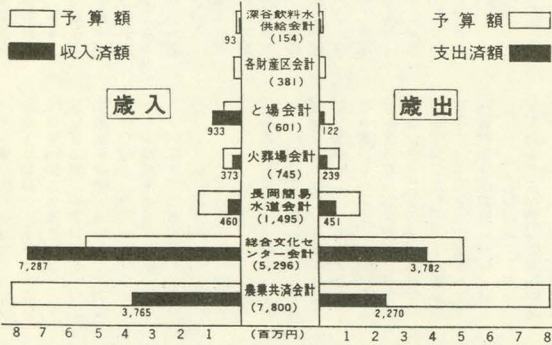 予算額
収入済額
予算額
支出済額
歳入
歳出
深谷飲料水
供給会計
(154)
93
各財産区会計
(381)
と場会計
(601)
933
122
火葬場会計
(745)
373
239
長岡簡易
水道会計
(1,495)
460
451
総合文化セ
ンター会計
(5,296)
7,287
3,782
農業共済会計
(7,800)
3,765
2,270
8 7 6 5 4 3 2 1 (百万円) 1 2 3 4 5 6 7 8